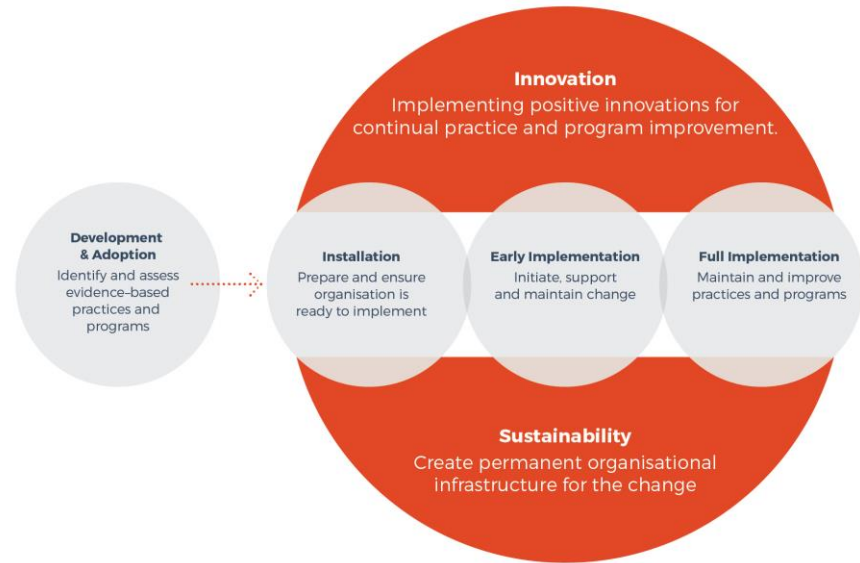 Innovation
Implementing positive innovations for
continual practice and program improvement.
Development
& Adoption
Identify and assess
evidence–based
practices and
programs
Installation
Prepare and ensure
organisation is
ready to implement
Early Implementation
Initiate, support
and maintain change
Full Implementation
Maintain and improve
practices and programs
Sustainability
Create permanent organisational
infrastructure for the change